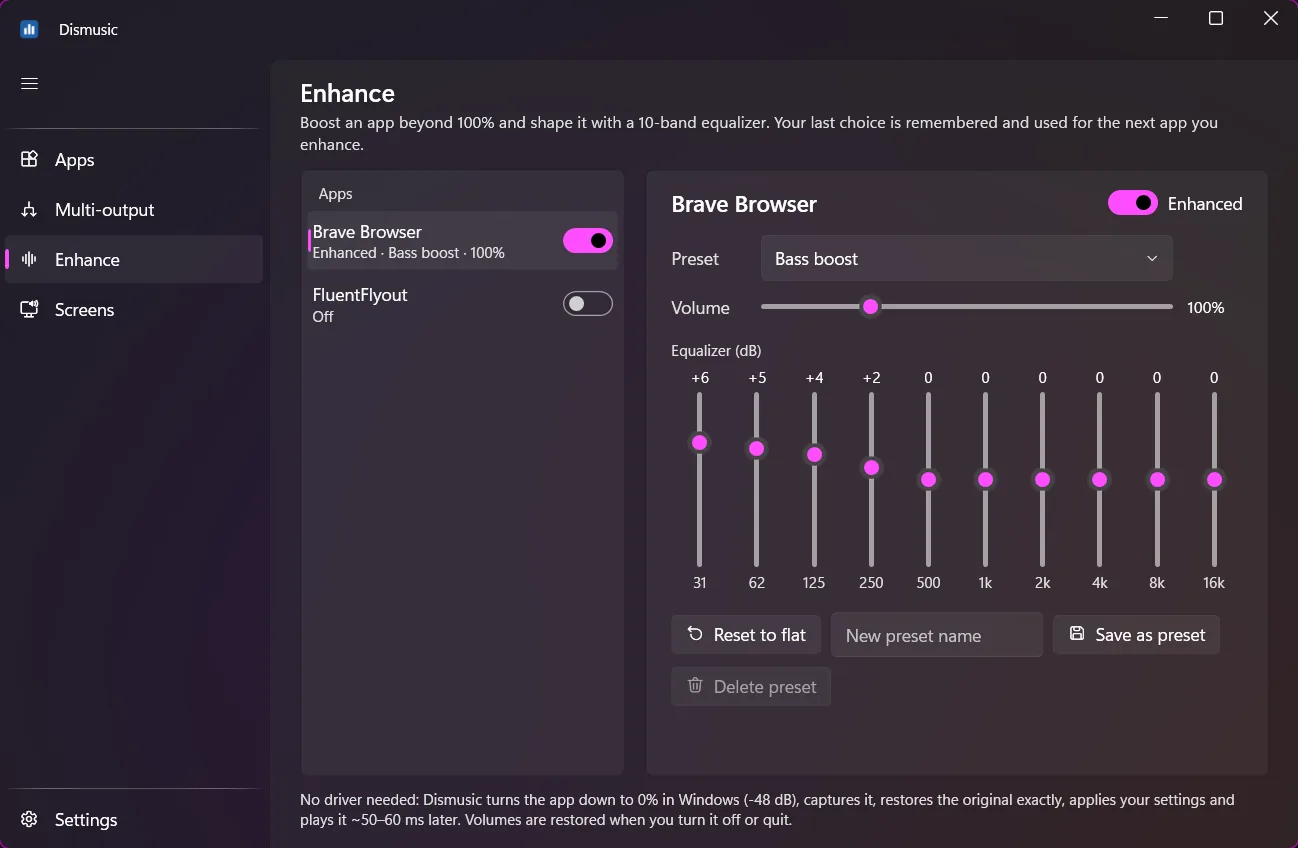 Dismusic
Enhance
Boost an app beyond 100% and shape it with a 10-band equalizer. Your last choice is remembered and used for the next app you
enhance.
Apps
Multi-output
Enhance
Screens
Settings
Apps
Brave Browser
Enhanced · Bass boost · 100%
FluentFlyout
Off
Brave Browser
Enhanced
Preset
Bass boost
Volume
100%
Equalizer (dB)
+6 +5 +4 +2 0 0 0 0 0 0
31 62 125 250 500 1k 2k 4k 8k 16k
Reset to flat
New preset name
Save as preset
Delete preset
No driver needed: Dismusic turns the app down to 0% in Windows (-48 dB), captures it, restores the original exactly, applies your settings and
plays it ~50–60 ms later. Volumes are restored when you turn it off or quit.